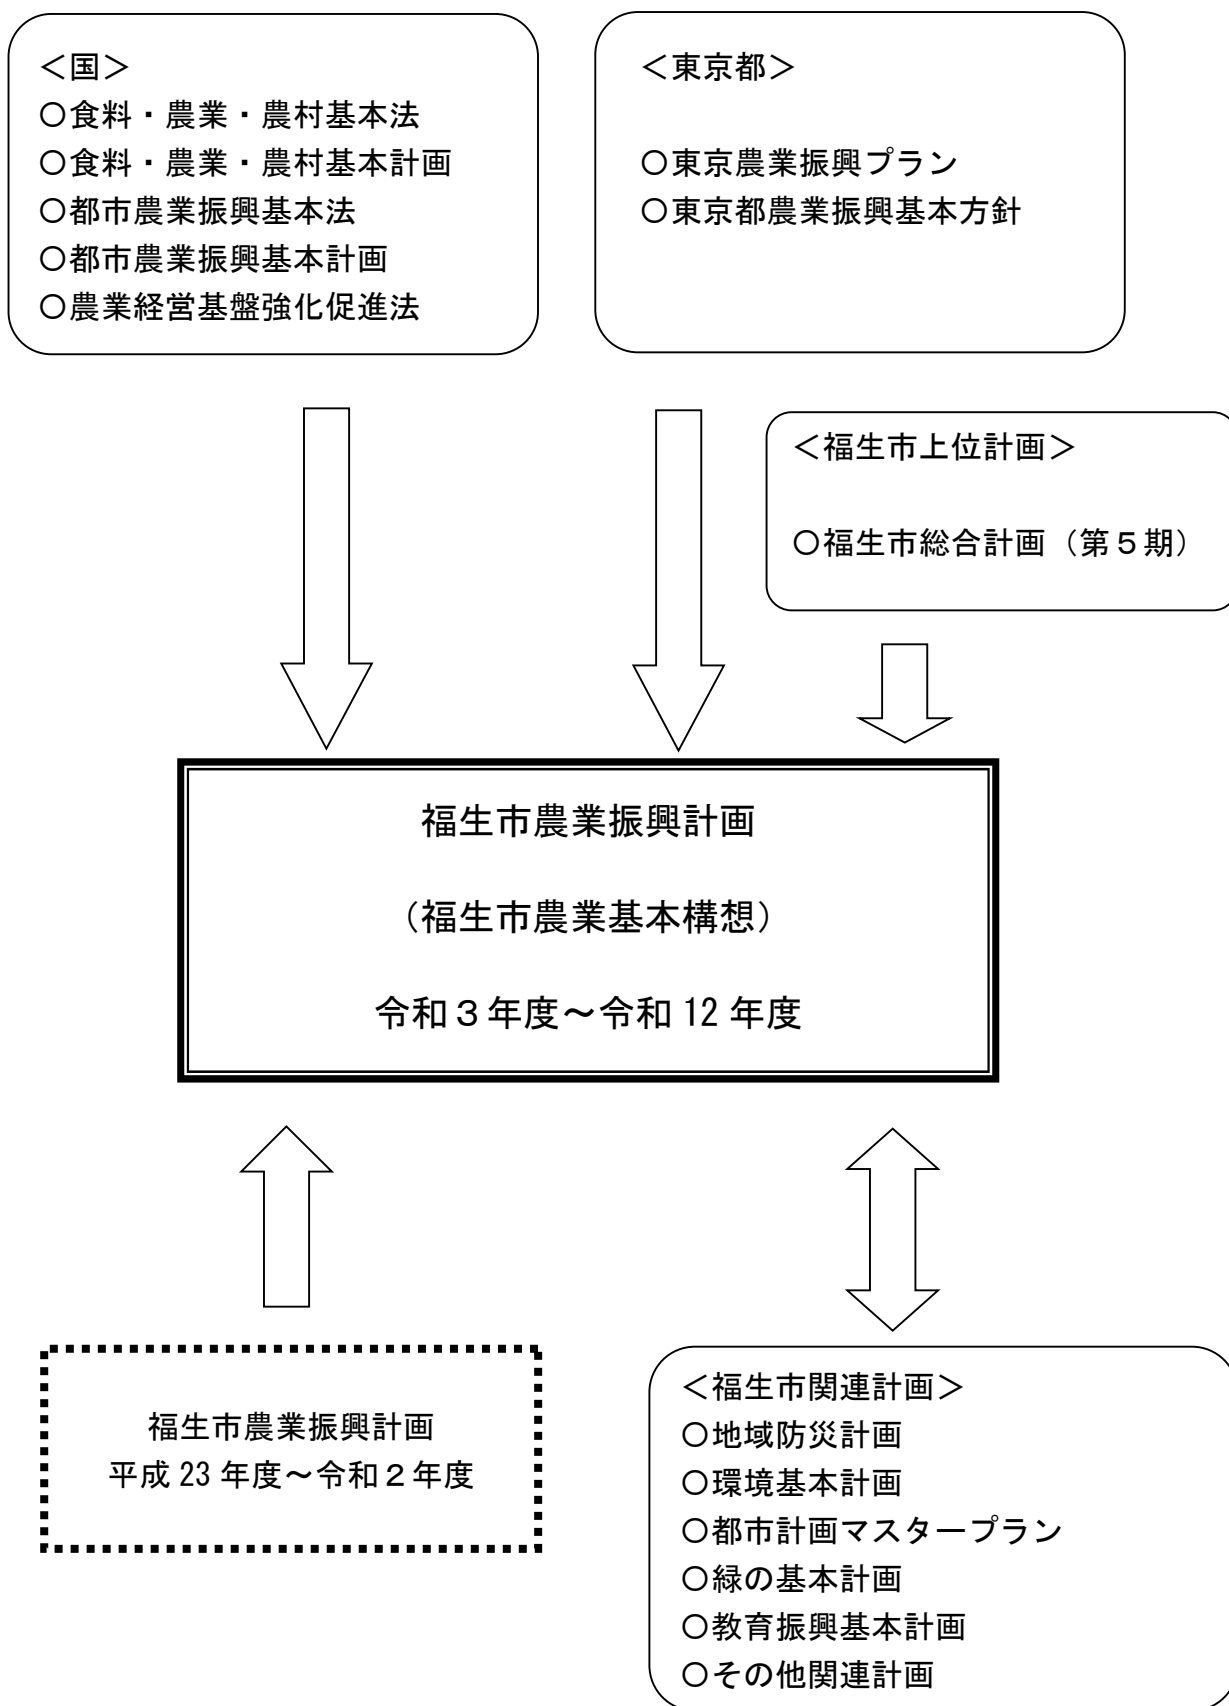 ＜国＞
○食料・農業・農村基本法
○食料・農業・農村基本計画
○都市農業振興基本法
○都市農業振興基本計画
○農業経営基盤強化促進法
＜東京都＞
○東京農業振興プラン
○東京都農業振興基本方針
＜福生市上位計画＞
○福生市総合計画（第５期）
福生市農業振興計画
（福生市農業基本構想）
令和３年度～令和 12 年度
福生市農業振興計画
平成 23 年度～令和２年度
＜福生市関連計画＞
○地域防災計画
○環境基本計画
○都市計画マスタープラン
○緑の基本計画
○教育振興基本計画
○その他関連計画